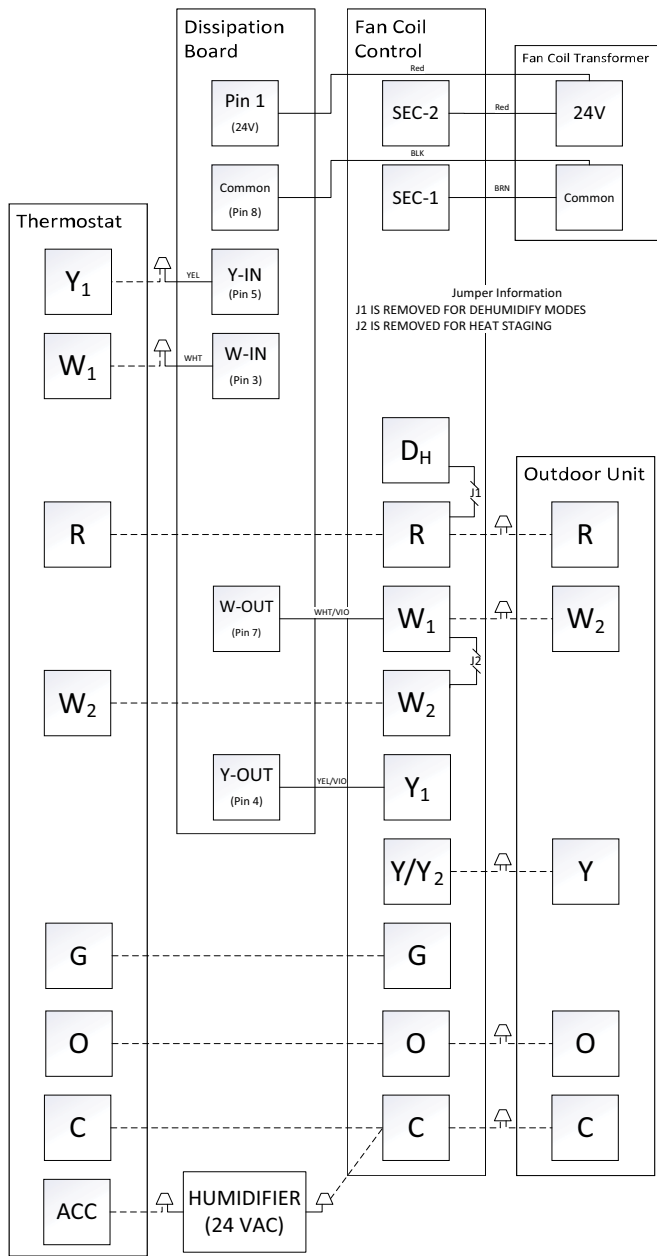 Dissipation
Board
Fan Coil
Control
Fan Coil Transformer
Red
Pin 1
(24V)
SEC-2
Red
24V
BLK
Common
(Pin 8)
SEC-1
BRN
Common
Thermostat
Y1
YEL
Y-IN
(Pin 5)
Jumper Information
J1 IS REMOVED FOR DEHUMIDIFY MODES
J2 IS REMOVED FOR HEAT STAGING
W1
WHT
W-IN
(Pin 3)
DH
Outdoor Unit
J1
R
R
R
W-OUT
(Pin 7)
WHT/VIO
W1
W2
J2
W2
W2
Y-OUT
(Pin 4)
YEL/VIO
Y1
Y/Y2
Y
G
G
O
O
O
C
C
C
ACC
HUMIDIFIER
(24 VAC)